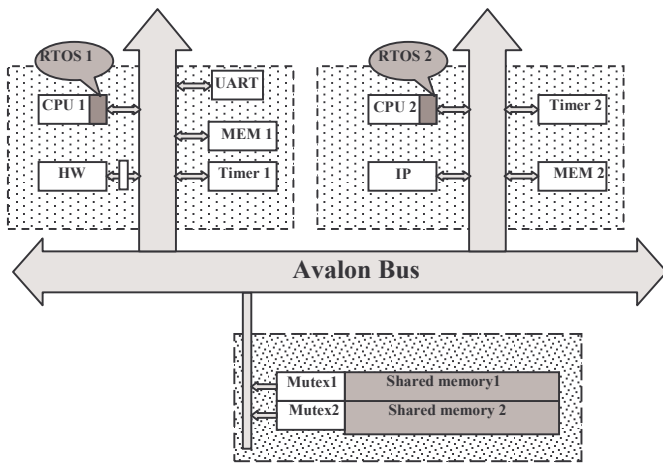 RTOS 1
CPU 1
UART
MEM 1
HW
Timer 1
RTOS 2
CPU 2
Timer 2
IP
MEM 2
Avalon Bus
Mutex1
Shared memory1
Mutex2
Shared memory 2